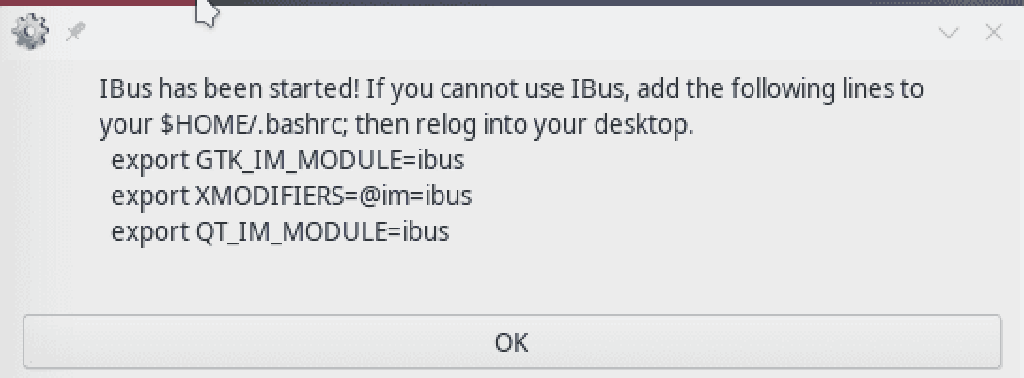 IBus has been started! If you cannot use IBus, add the following lines to
your $HOME/.bashrc; then relog into your desktop.
export GTK_IM_MODULE=ibus
export XMODIFIERS=@im=ibus
export QT_IM_MODULE=ibus
OK